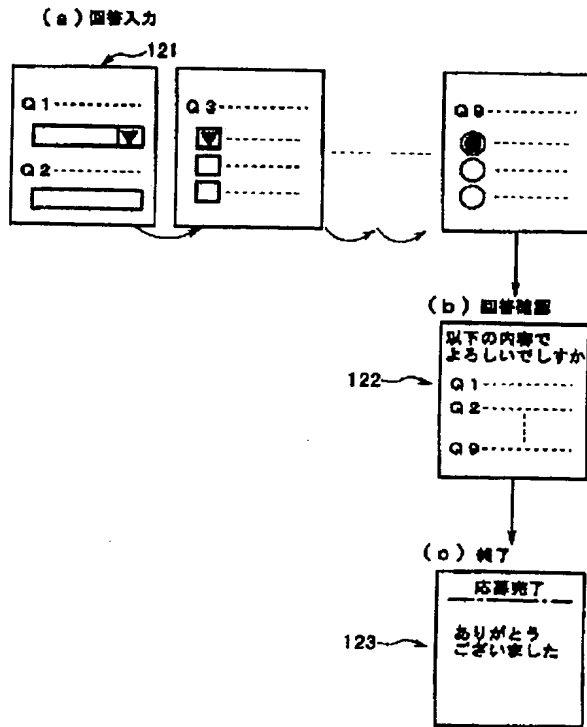 (a)回答入力
121
Q1
Q2
Q3
Q9
(b)回答確認
以下の内容で
よろしいでしすか
122
Q1
Q2
Q9
(c)終了
応募完了
123
ありがとう
ございました